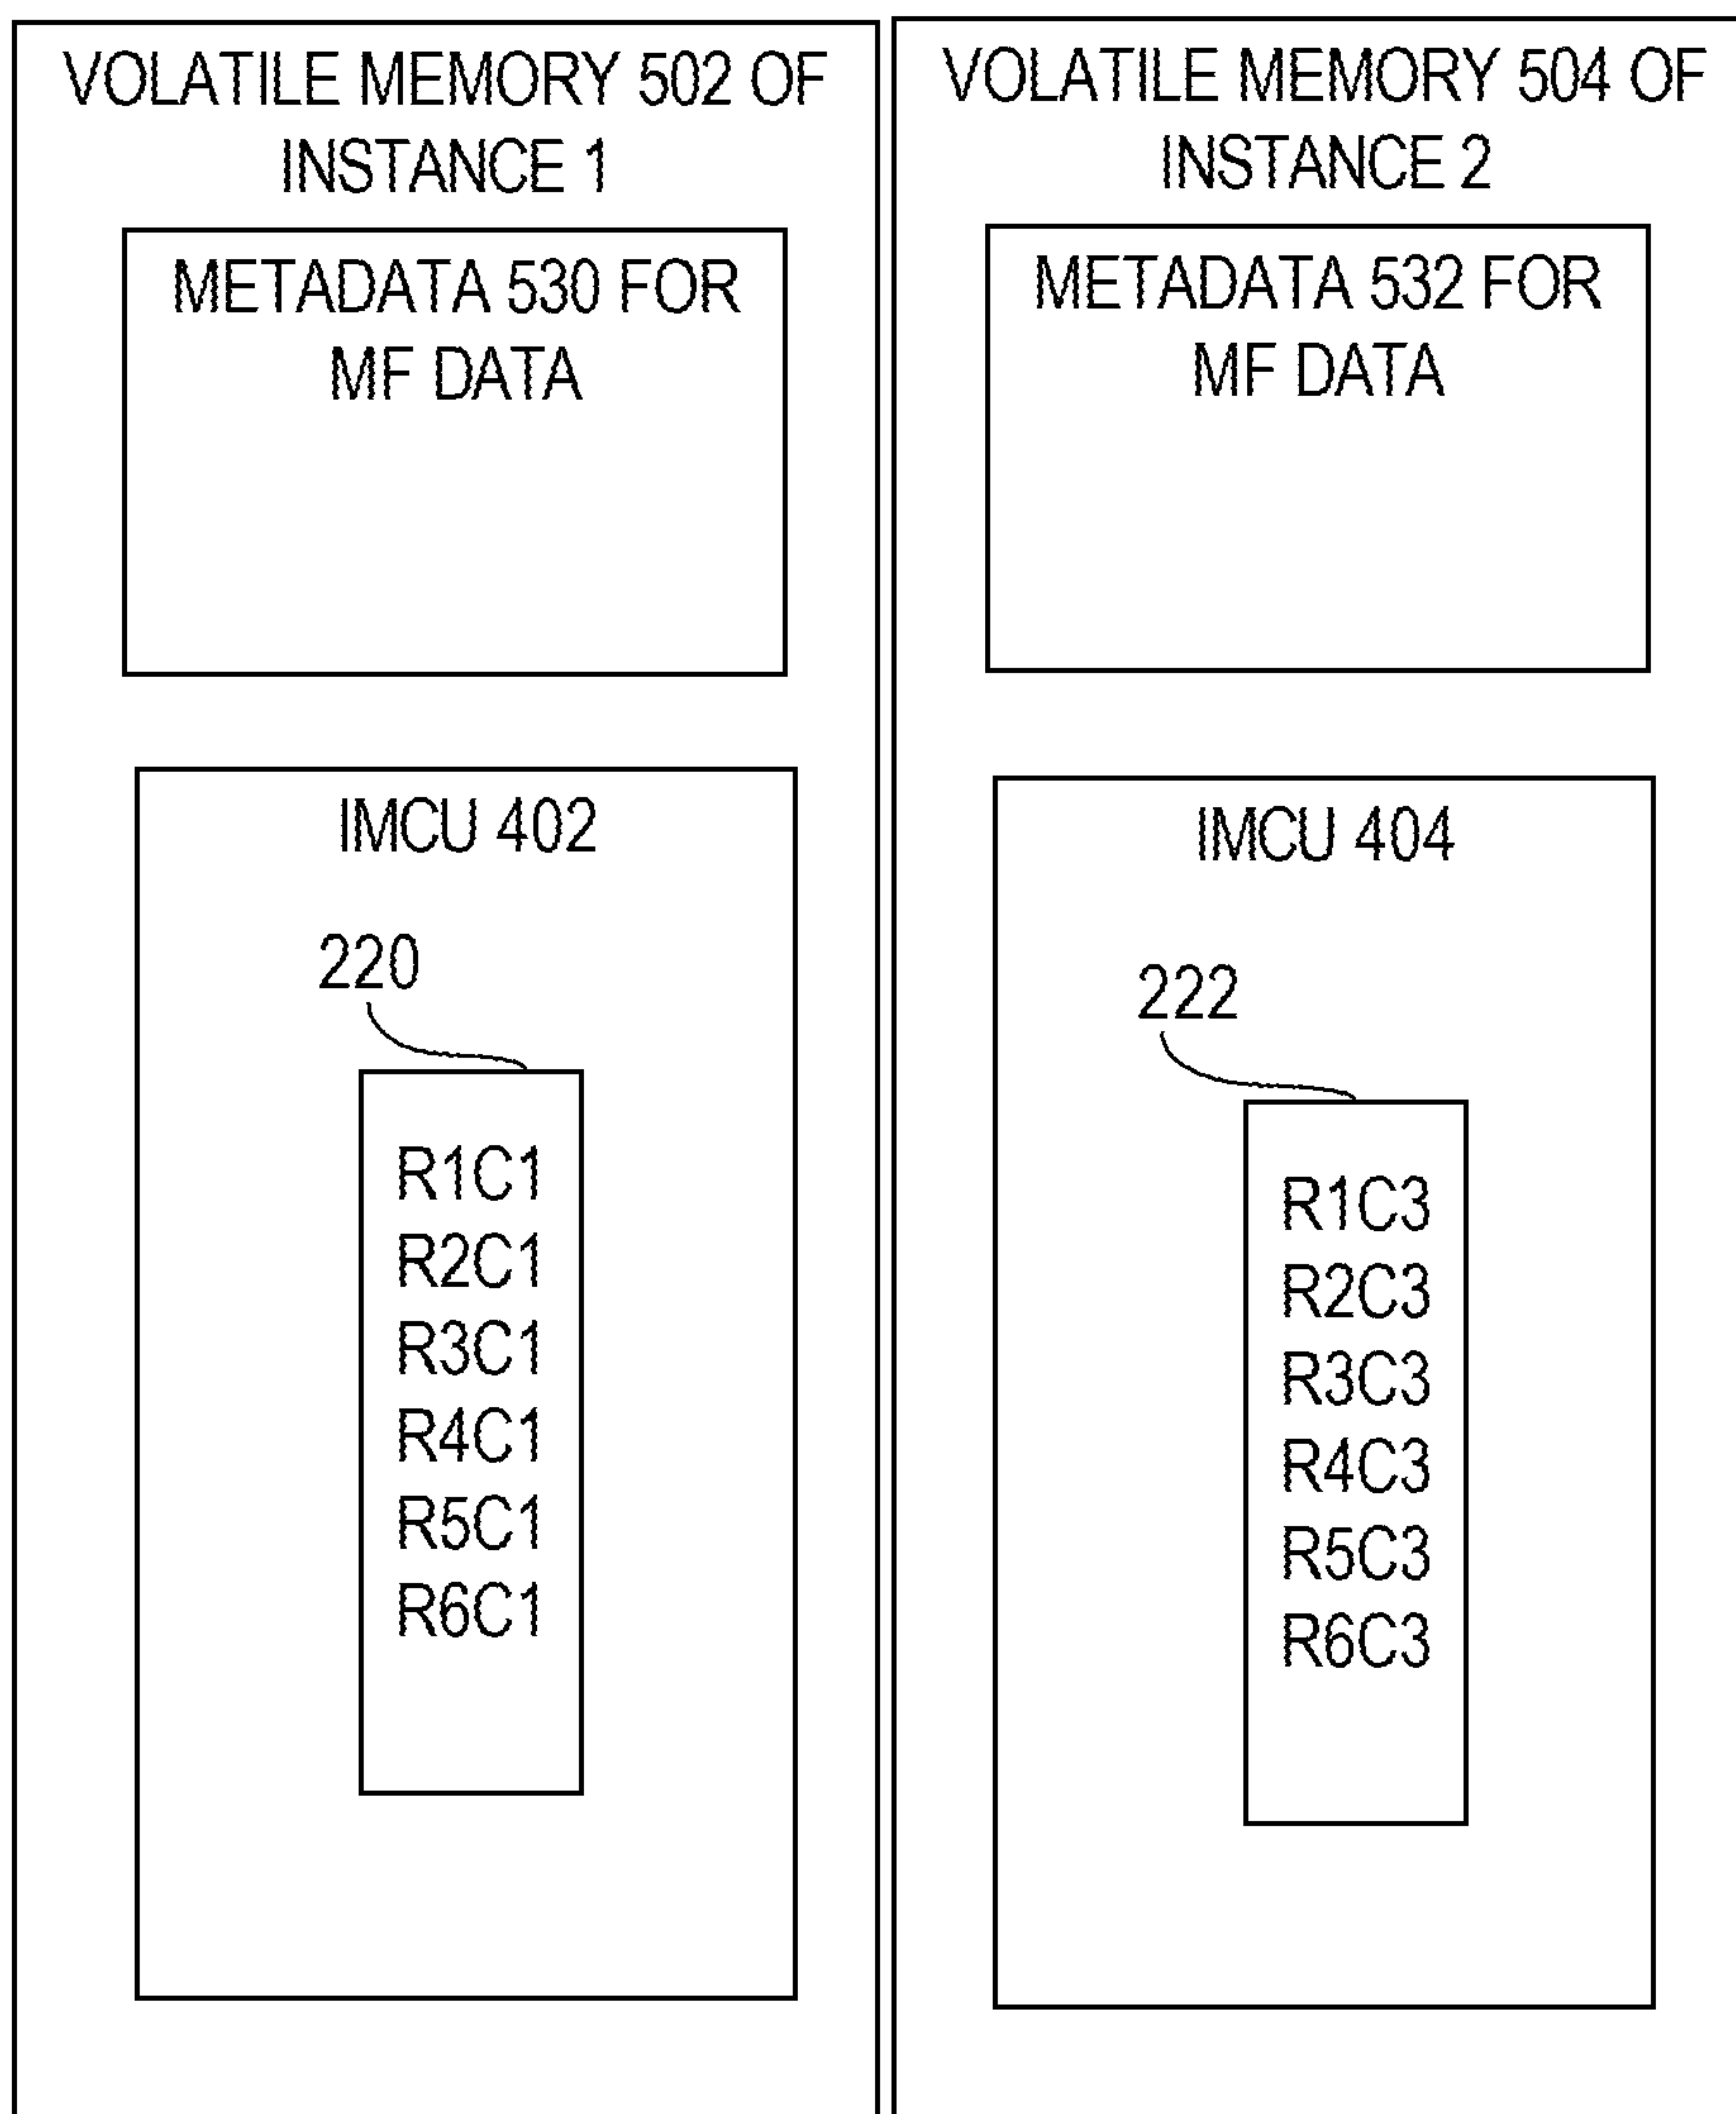 VOLATILE MEMORY 502 OF
INSTANCE 1
METADATA 530 FOR
MF DATA
IMCU 402
220
R1C1
R2C1
R3C1
R4C1
R5C1
R6C1
VOLATILE MEMORY 504 OF
INSTANCE 2
METADATA 532 FOR
MF DATA
IMCU 404
222
R1C3
R2C3
R3C3
R4C3
R5C3
R6C3